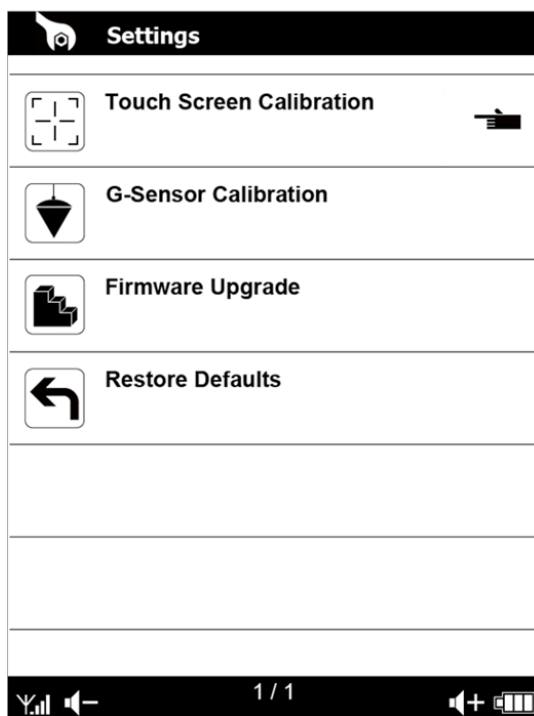 Settings
Touch Screen Calibration
G-Sensor Calibration
Firmware Upgrade
Restore Defaults
1 / 1